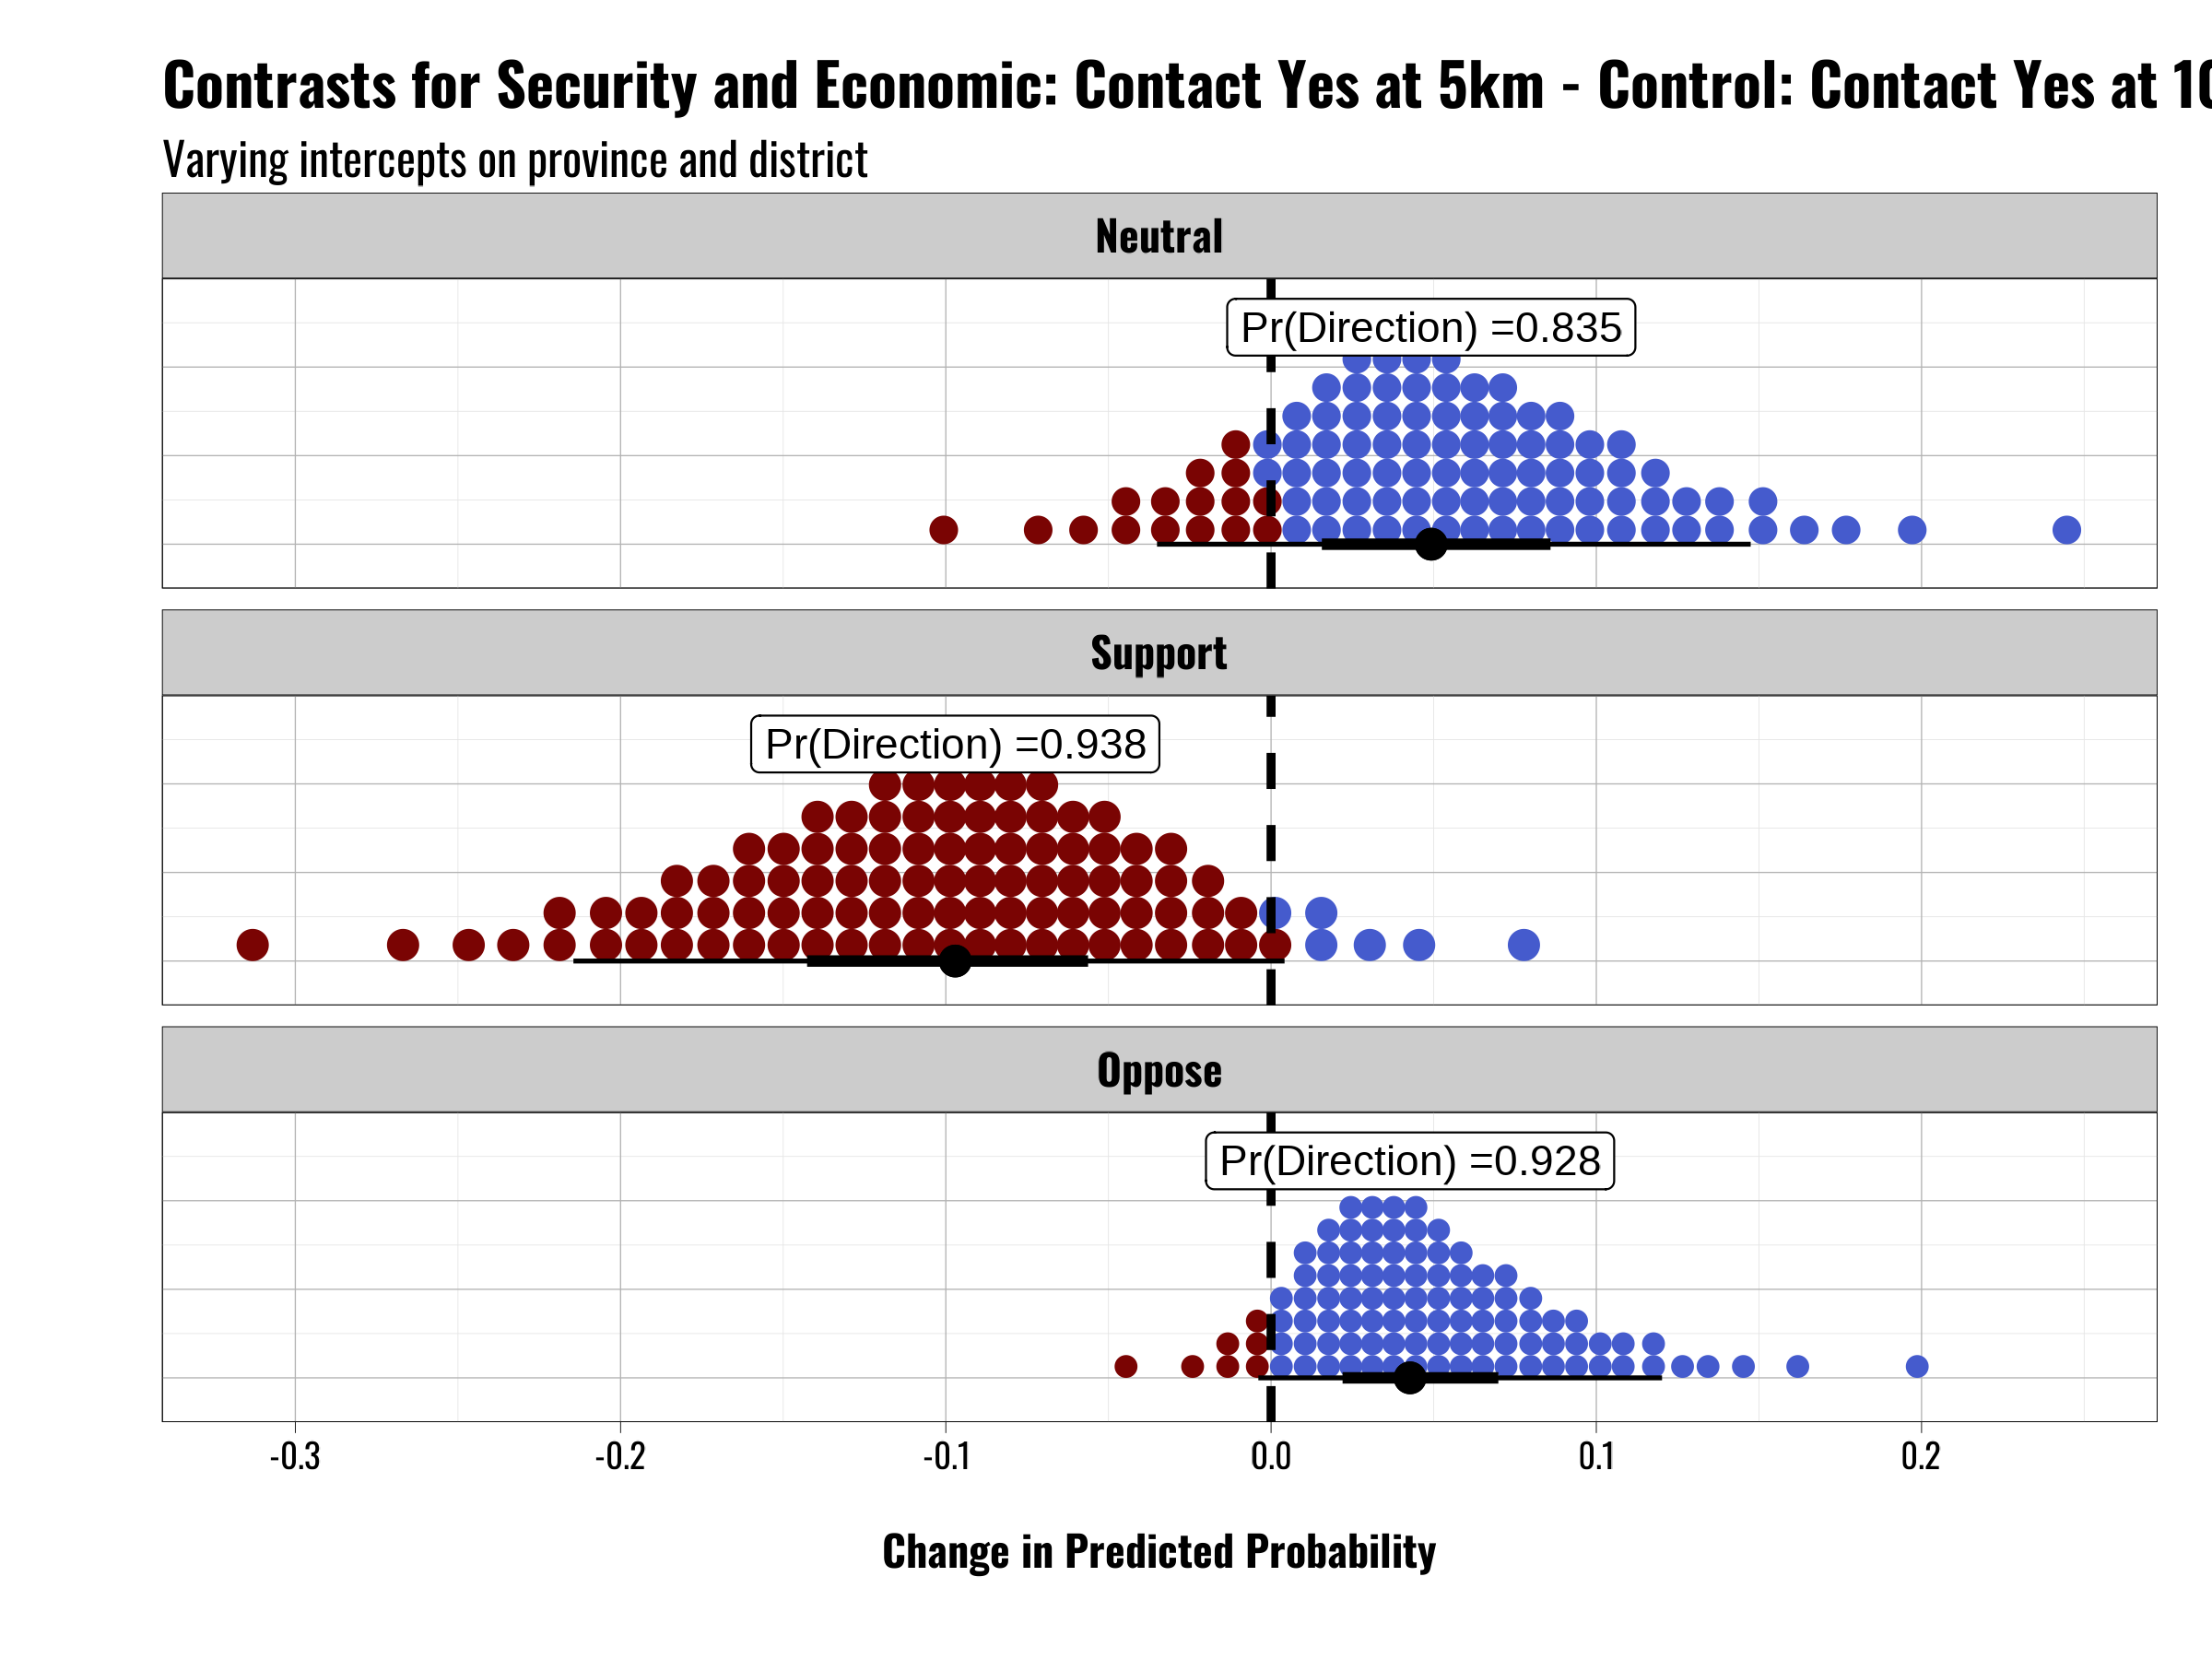 Contrasts for Security and Economic: Contact Yes at 5km - Control: Contact Yes at 10
Varying intercepts on province and district
Neutral
Pr(Direction) =0.835
Support
Pr(Direction) =0.938
Oppose
Pr(Direction) =0.928
-0.3 -0.2 -0.1 0.0 0.1 0.2
Change in Predicted Probability